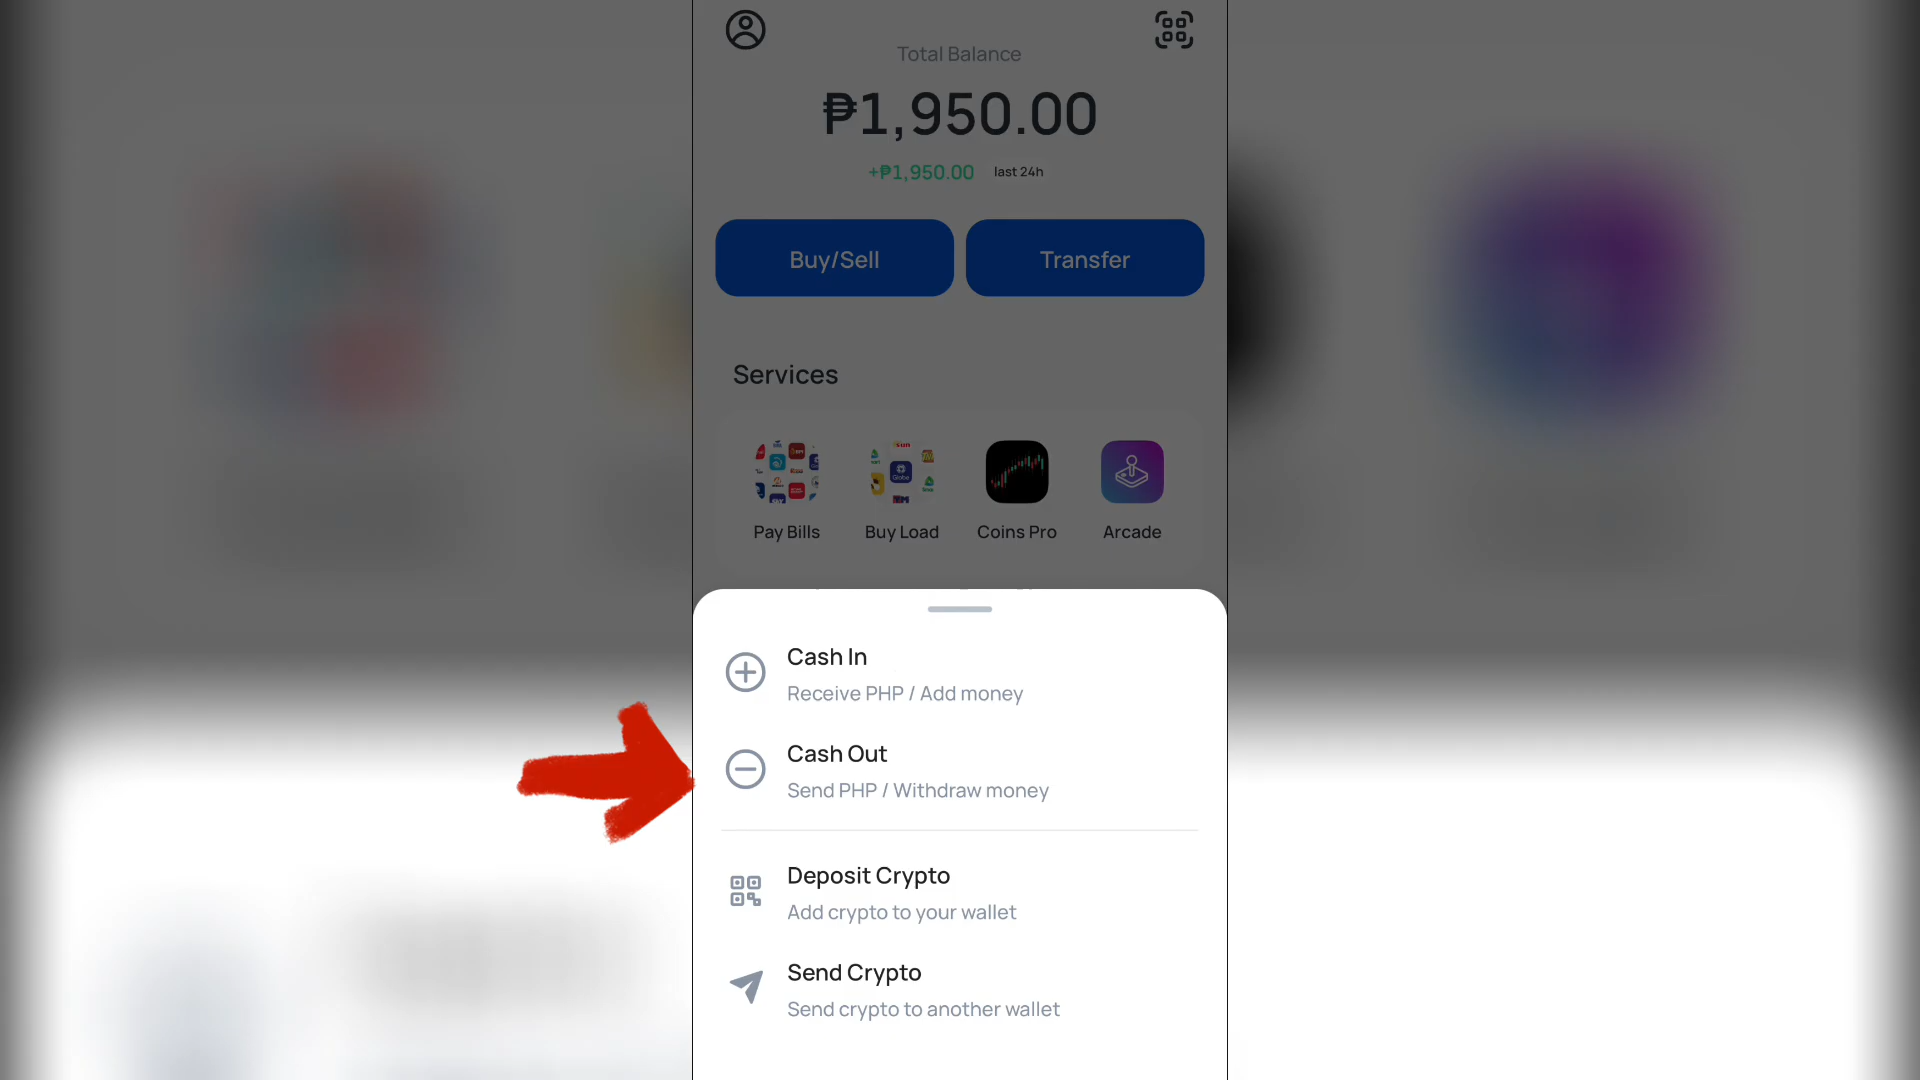 Total Balance
₱1,950.00
+₱1,950.00 last 24h
Buy/Sell Transfer
Services
Pay Bills Buy Load Coins Pro Arcade
Cash In
Receive PHP / Add money
Cash Out
Send PHP / Withdraw money
Deposit Crypto
Add crypto to your wallet
Send Crypto
Send crypto to another wallet